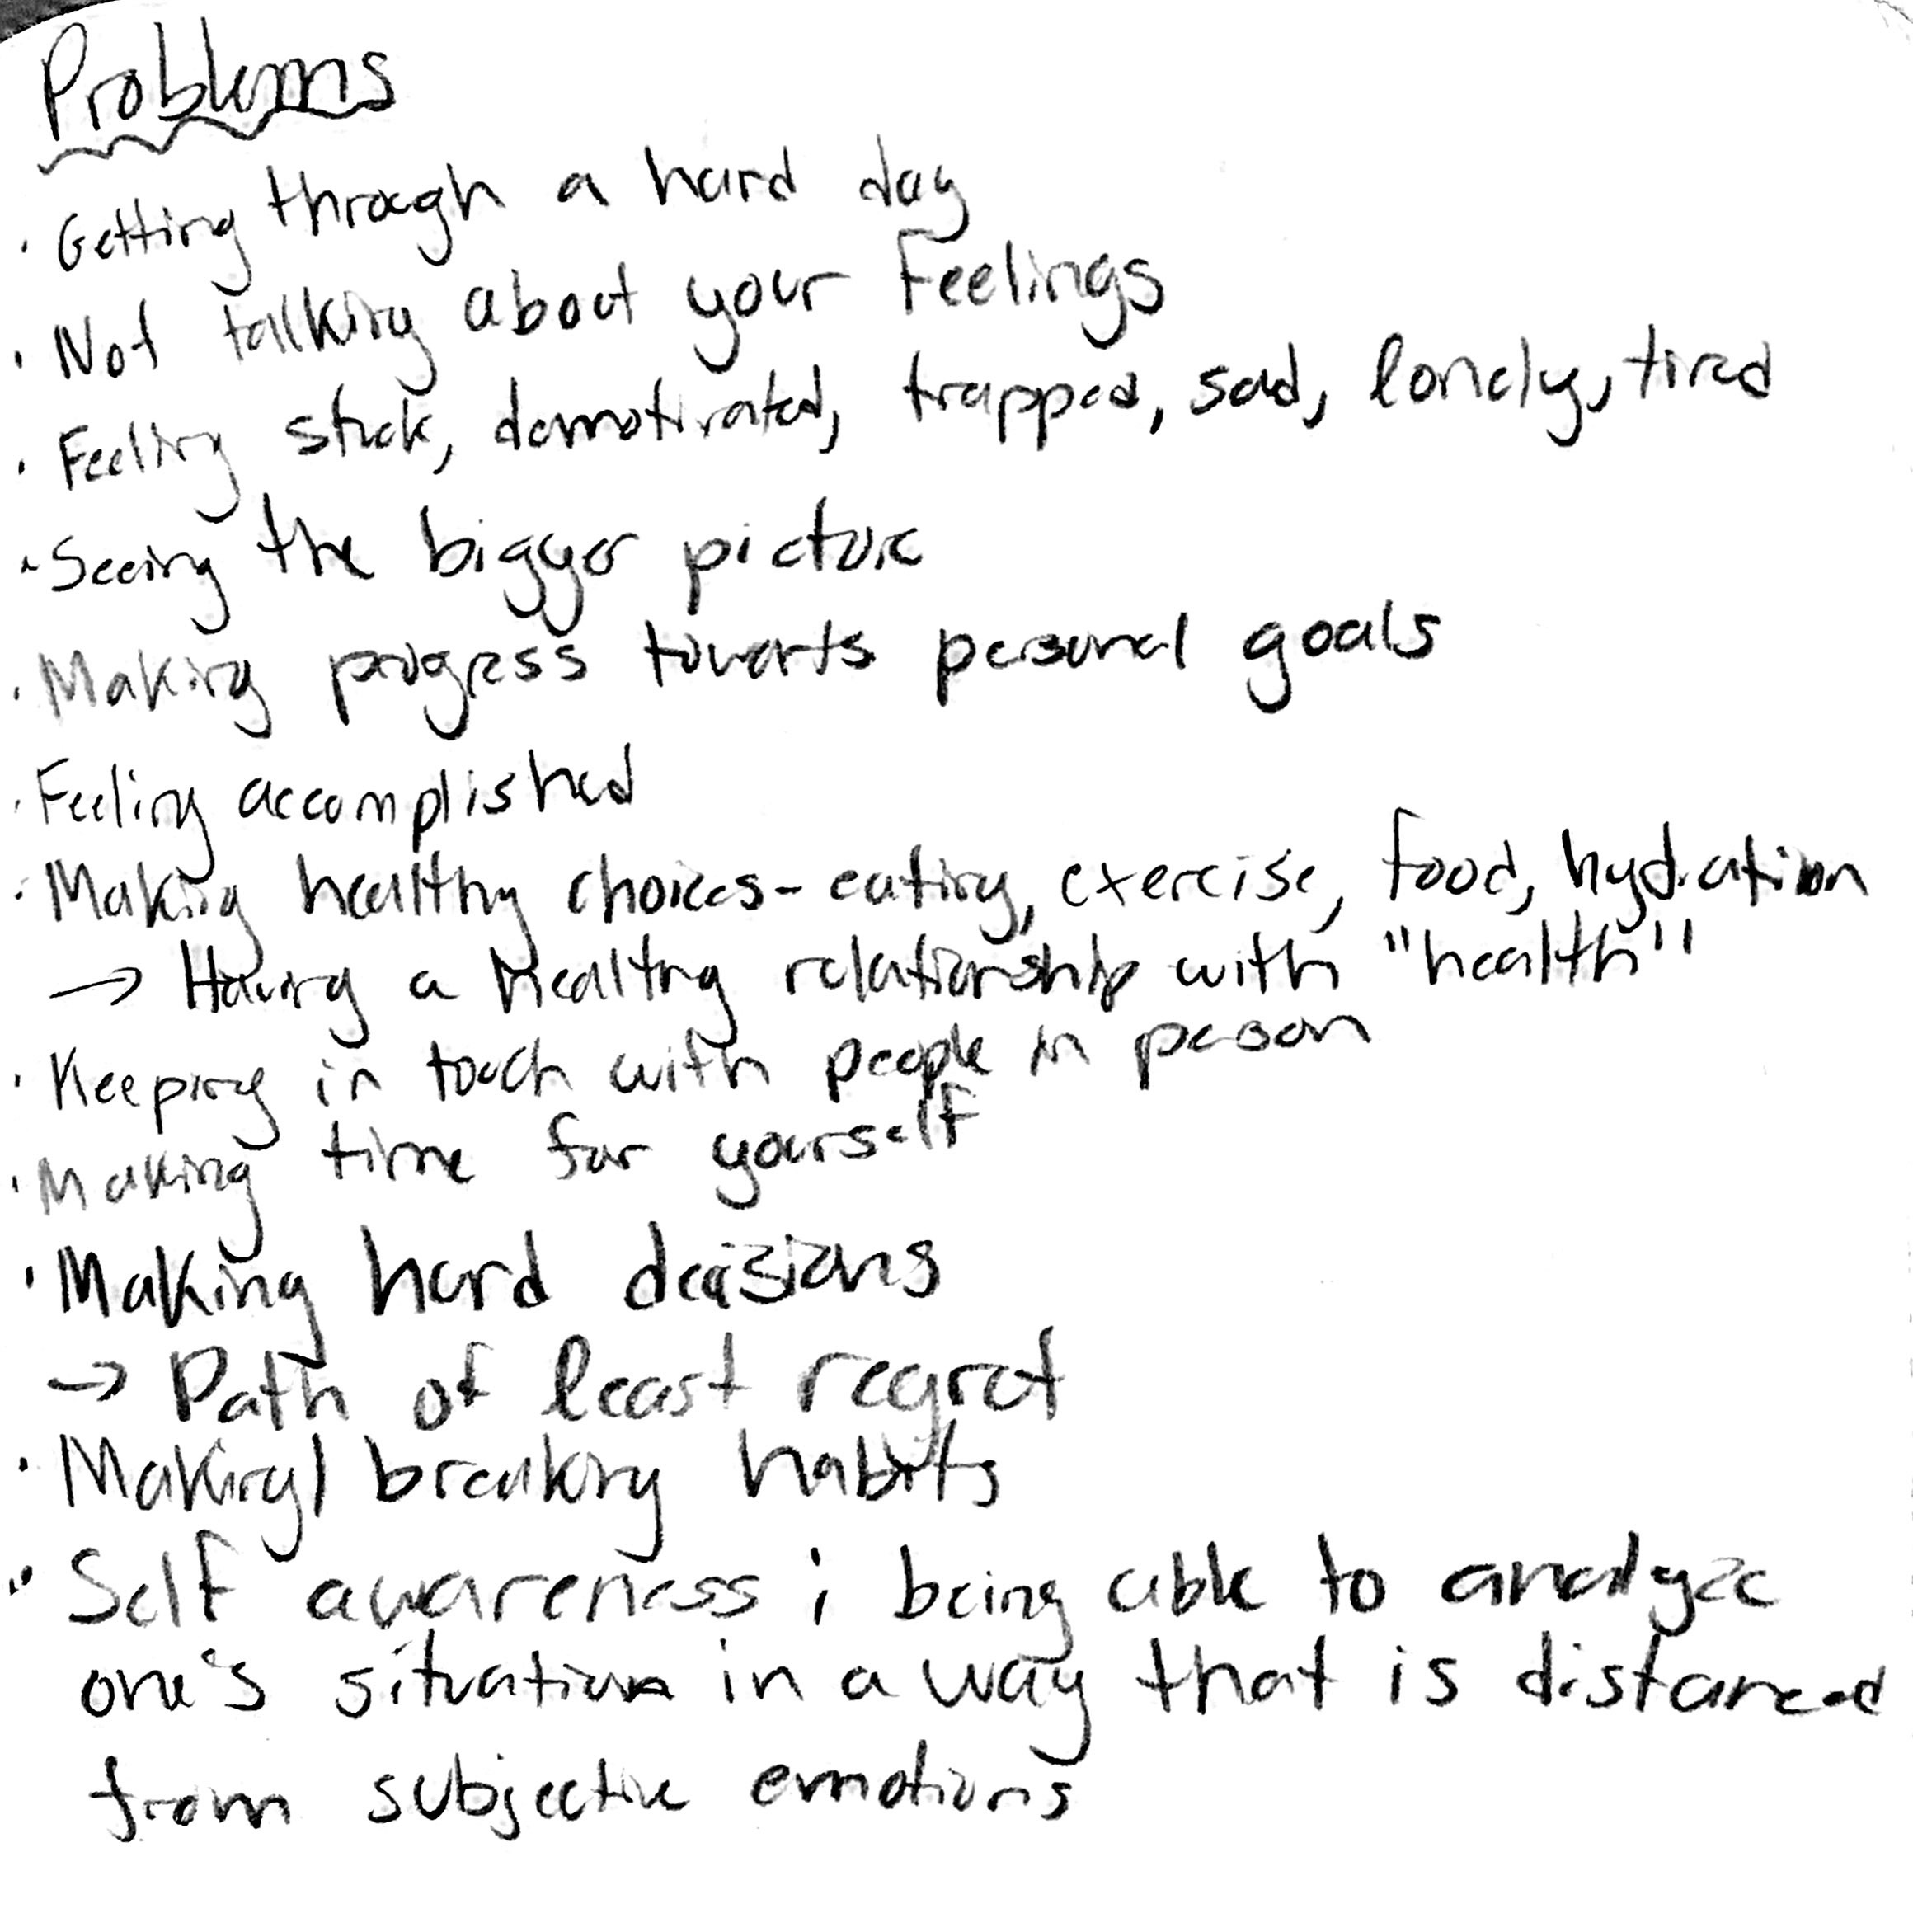 Problems
· Getting through a hard day
· Not talking about your feelings
· Feeling stuck, demotivated, trapped, sad, lonely, tired
· Seeing the bigger picture
· Making progress towards personal goals
· Feeling accomplished
· Making healthy choices - eating, exercise, food, hydration
→ Having a healthy relationship with "health"
· Keeping in touch with people in person
· Making time for yourself
· Making hard decisions
→ Path of least regret
· Making/breaking habits
· Self awareness; being able to analyze
one's situation in a way that is distanced
from subjective emotions